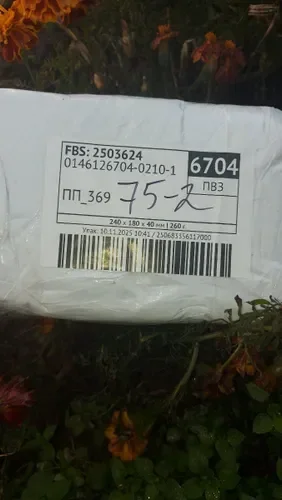 FBS: 2503624
0146126704-0210-1
6704
ПВЗ
ПП_369 75-2
240 x 180 x 40 мм | 260 г.
Упак: 10.11.2025 10:41 / 250683356117000